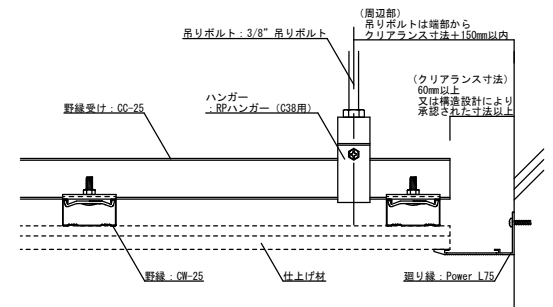 (周辺部)
吊りボルトは端部から
クリアランス寸法+150mm以内
吊りボルト：3/8" 吊りボルト
(クリアランス寸法)
60mm以上
又は構造設計により
承認された寸法以上
ハンガー
：RPハンガー (C38用)
野縁受け：CC-25
野縁：CW-25
仕上げ材
廻り縁：Power L75